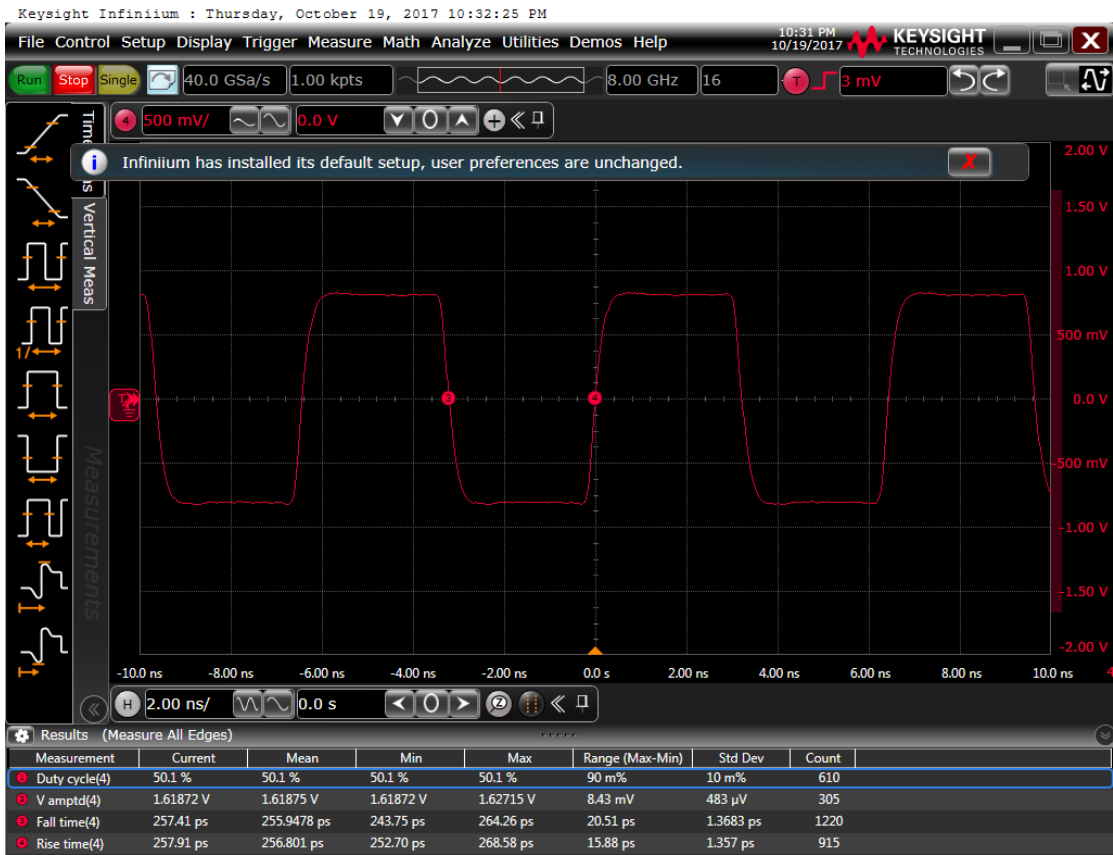 Keysight Infiniium : Thursday, October 19, 2017 10:32:25 PM
File Control Setup Display Trigger Measure Math Analyze Utilities Demos Help
10:31 PM
10/19/2017
KEYSIGHT
TECHNOLOGIES
Run Stop Single 40.0 GSa/s 1.00 kpts 8.00 GHz 16 T 3 mV
4 500 mV/ 0.0 V
Infiniium has installed its default setup, user preferences are unchanged.
Vertical Meas
Measurements
1/
2.00 V
1.50 V
1.00 V
500 mV
0.0 V
-500 mV
-1.00 V
-1.50 V
-2.00 V
3 4
-10.0 ns -8.00 ns -6.00 ns -4.00 ns -2.00 ns 0.0 s 2.00 ns 4.00 ns 6.00 ns 8.00 ns 10.0 ns
H 2.00 ns/ 0.0 s
Results (Measure All Edges)
Measurement Current Mean Min Max Range (Max-Min) Std Dev Count
1 Duty cycle(4) 50.1 % 50.1 % 50.1 % 50.1 % 90 m% 10 m% 610
2 V amptd(4) 1.61872 V 1.61875 V 1.61872 V 1.62715 V 8.43 mV 483 µV 305
3 Fall time(4) 257.41 ps 255.9478 ps 243.75 ps 264.26 ps 20.51 ps 1.3683 ps 1220
4 Rise time(4) 257.91 ps 256.801 ps 252.70 ps 268.58 ps 15.88 ps 1.357 ps 915